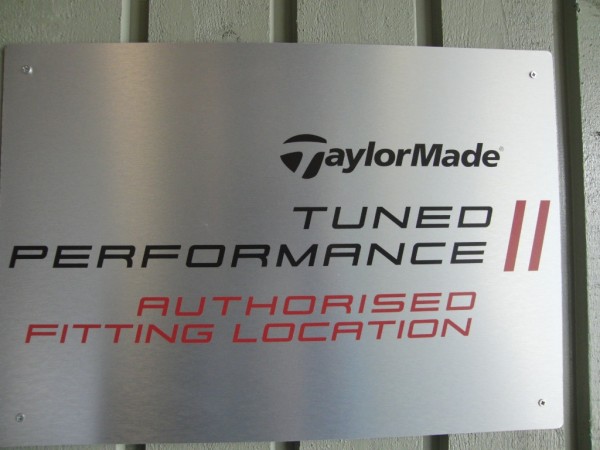 TaylorMade®
TUNED
PERFORMANCE
AUTHORISED
FITTING LOCATION